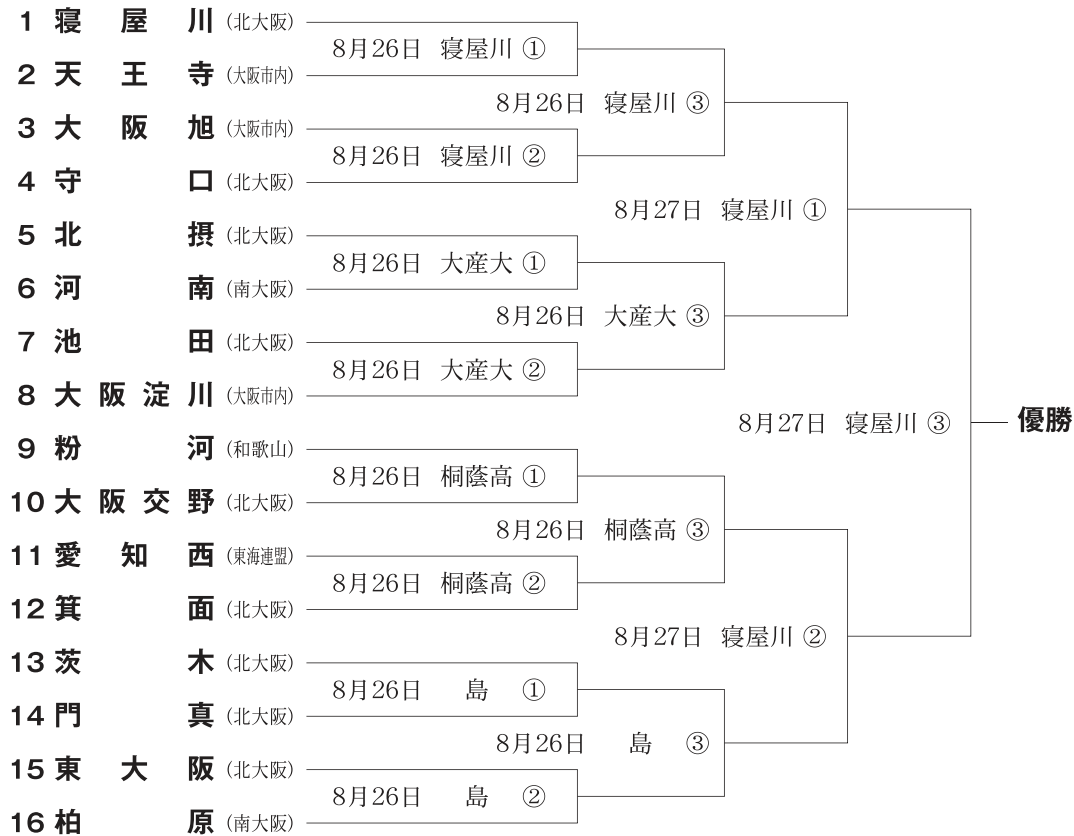 1 寝屋川 (北大阪)
8月26日 寝屋川 ①
2 天王寺 (大阪市内)
8月26日 寝屋川 ③
3 大阪旭 (大阪市内)
8月26日 寝屋川 ②
4 守口 (北大阪)
8月27日 寝屋川 ①
5 北摂 (北大阪)
8月26日 大産大 ①
6 河南 (南大阪)
8月26日 大産大 ③
7 池田 (北大阪)
8月26日 大産大 ②
8 大阪淀川 (大阪市内)
8月27日 寝屋川 ③
優勝
9 粉河 (和歌山)
8月26日 桐蔭高 ①
10 大阪交野 (北大阪)
8月26日 桐蔭高 ③
11 愛知西 (東海連盟)
8月26日 桐蔭高 ②
12 箕面 (北大阪)
8月27日 寝屋川 ②
13 茨木 (北大阪)
8月26日 島 ①
14 門真 (北大阪)
8月26日 島 ③
15 東大阪 (北大阪)
8月26日 島 ②
16 柏原 (南大阪)